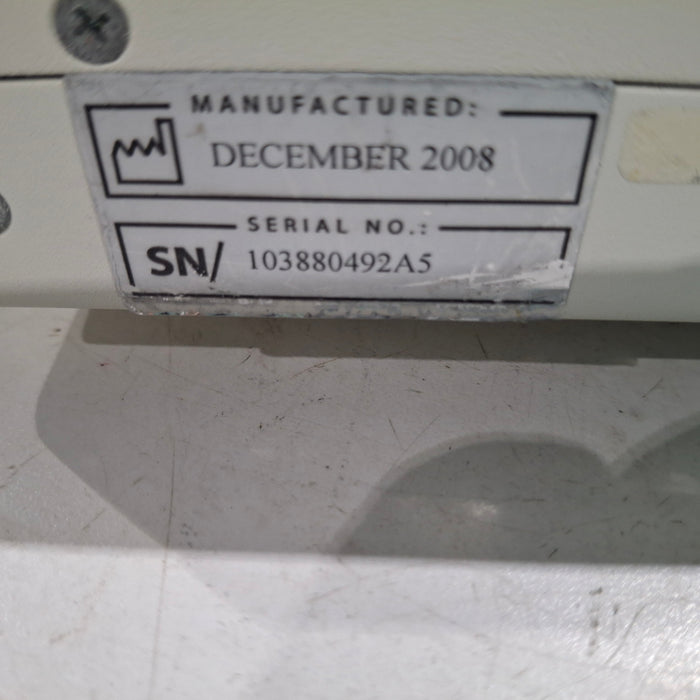 MANUFACTURED:
DECEMBER 2008
SERIAL NO.:
SN/ 103880492A5